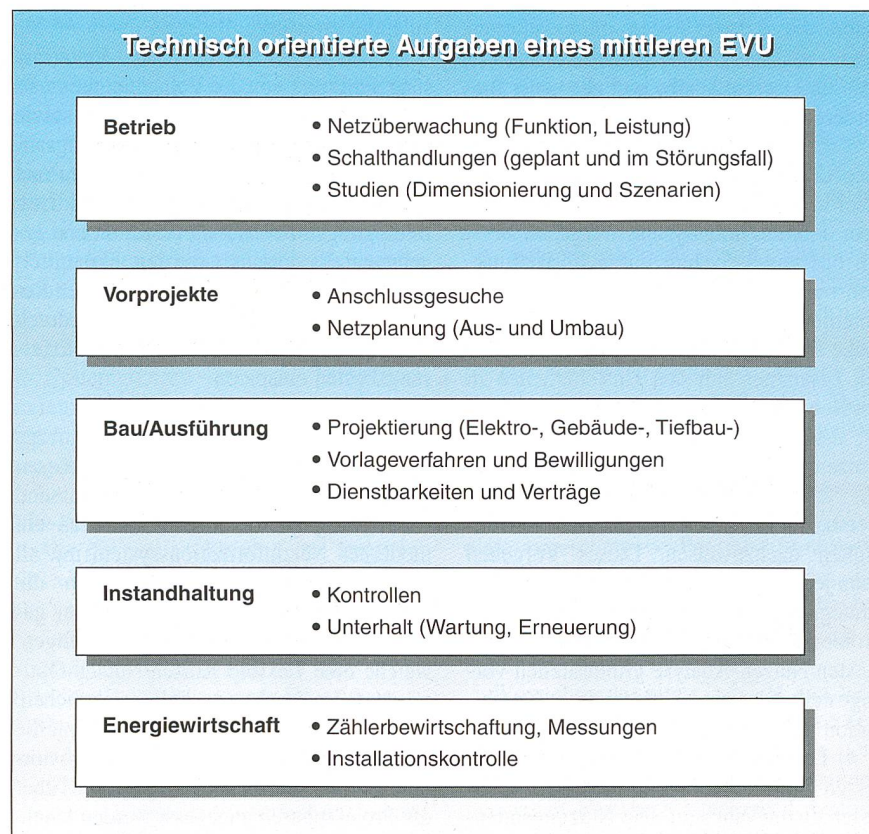 Technisch orientierte Aufgaben eines mittleren EVU
Betrieb
• Netzüberwachung (Funktion, Leistung)
• Schalthandlungen (geplant und im Störungsfall)
• Studien (Dimensionierung und Szenarien)
Vorprojekte
• Anschlussgesuche
• Netzplanung (Aus- und Umbau)
Bau/Ausführung
• Projektierung (Elektro-, Gebäude-, Tiefbau-)
• Vorlageverfahren und Bewilligungen
• Dienstbarkeiten und Verträge
Instandhaltung
• Kontrollen
• Unterhalt (Wartung, Erneuerung)
Energiewirtschaft
• Zählerbewirtschaftung, Messungen
• Installationskontrolle